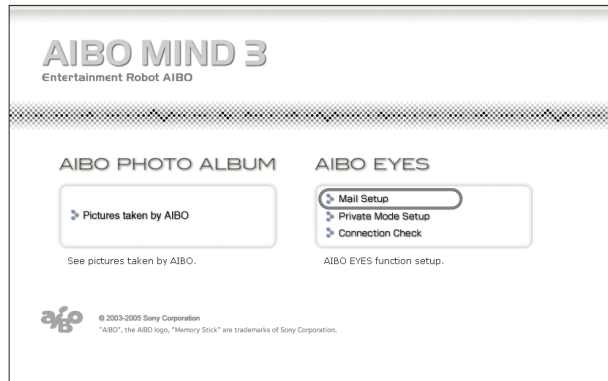 AIBO MIND 3
Entertainment Robot AIBO
AIBO PHOTO ALBUM
Pictures taken by AIBO
See pictures taken by AIBO.
AIBO EYES
Mail Setup
Private Mode Setup
Connection Check
AIBO EYES function setup.
aibo
© 2003-2005 Sony Corporation
"AIBO", the AIBO logo, "Memory Stick" are trademarks of Sony Corporation.